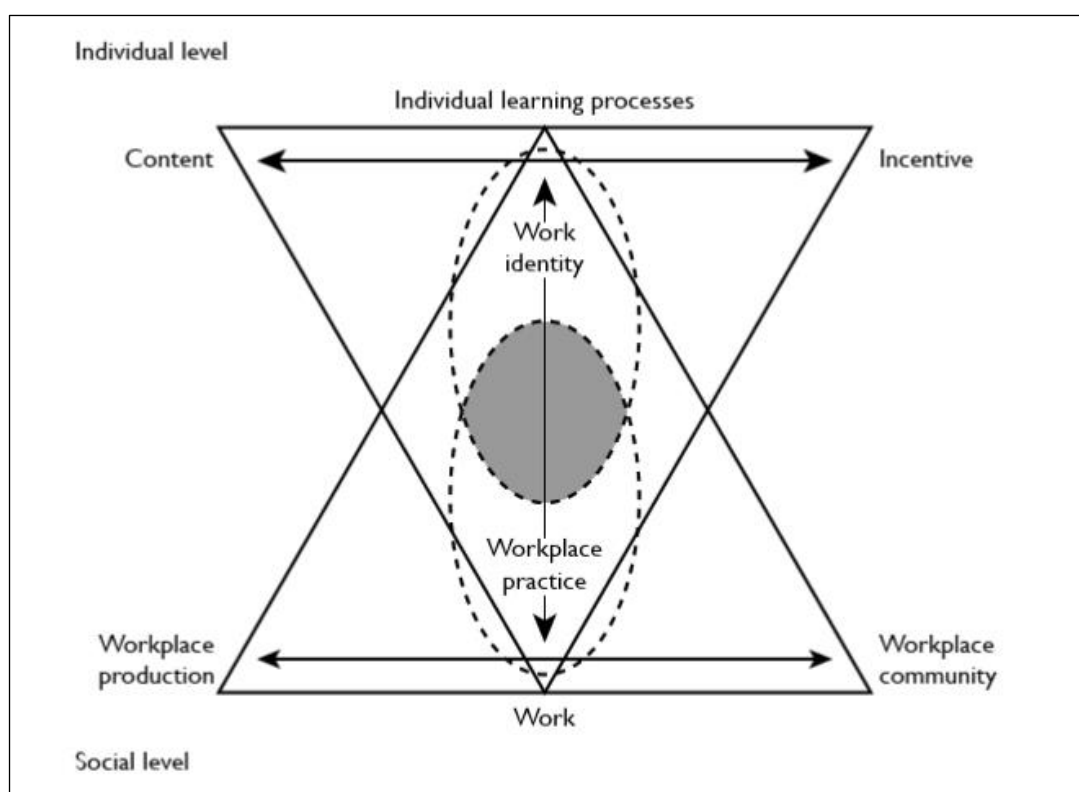 Individual level
Individual learning processes
Content
Incentive
Work
identity
Workplace
practice
Workplace
production
Workplace
community
Work
Social level